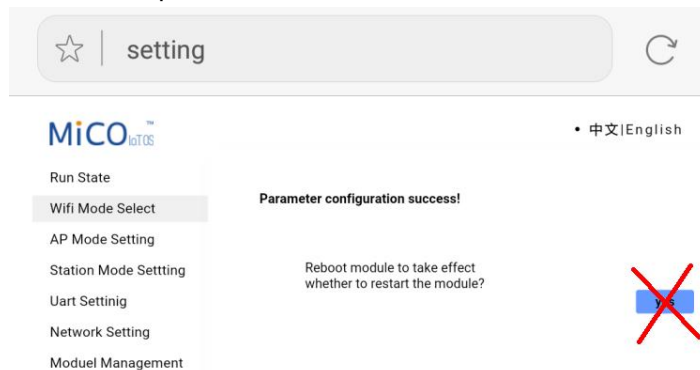 setting
MiCO IoTOS ™
• 中文|English
Run State
Wifi Mode Select
AP Mode Setting
Station Mode Settting
Uart Settinig
Network Setting
Moduel Management
Parameter configuration success!
Reboot module to take effect
whether to restart the module?